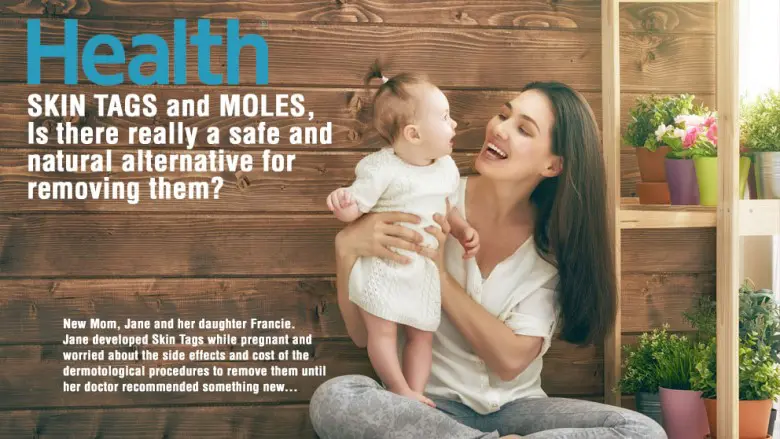 Health
SKIN TAGS and MOLES,
Is there really a safe and
natural alternative for
removing them?
New Mom, Jane and her daughter Francie.
Jane developed Skin Tags while pregnant and
worried about the side effects and cost of the
dermotological procedures to remove them until
her doctor recommended something new...